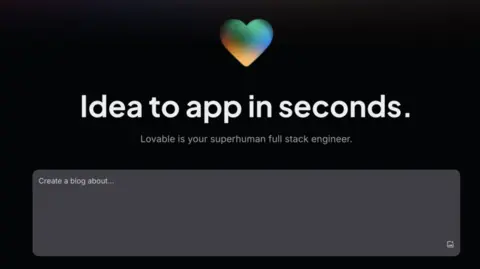 Idea to app in seconds.
Lovable is your superhuman full stack engineer.
Create a blog about...